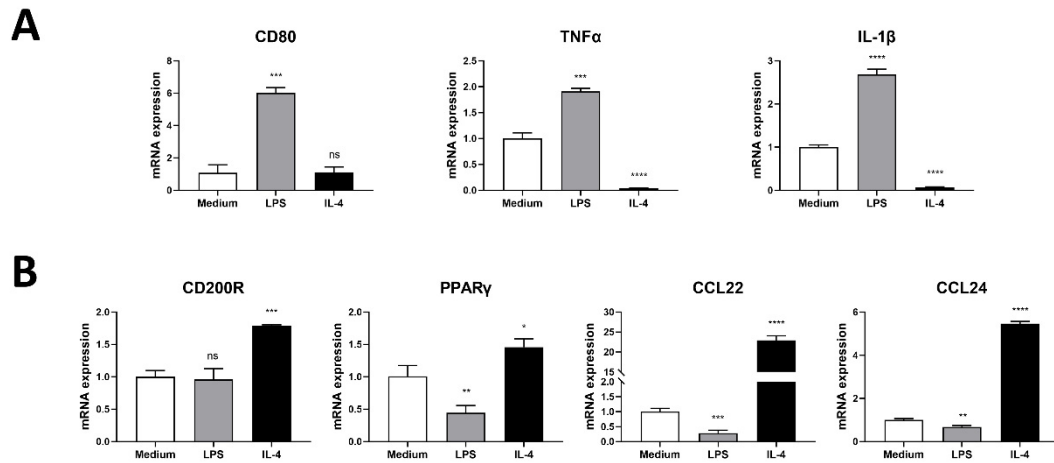 A
CD80
mRNA expression
8
6
4
2
0
***
ns
Medium LPS IL-4
TNFα
mRNA expression
2.5
2.0
1.5
1.0
0.5
0.0
***
****
Medium LPS IL-4
IL-1β
mRNA expression
3
2
1
0
****
****
Medium LPS IL-4
B
CD200R
mRNA expression
2.0
1.5
1.0
0.5
0.0
ns
***
Medium LPS IL-4
PPARγ
mRNA expression
2.0
1.5
1.0
0.5
0.0
**
*
Medium LPS IL-4
CCL22
mRNA expression
30
25
20
15
2.0
1.5
1.0
0.5
0.0
***
****
Medium LPS IL-4
CCL24
mRNA expression
6
4
2
0
**
****
Medium LPS IL-4